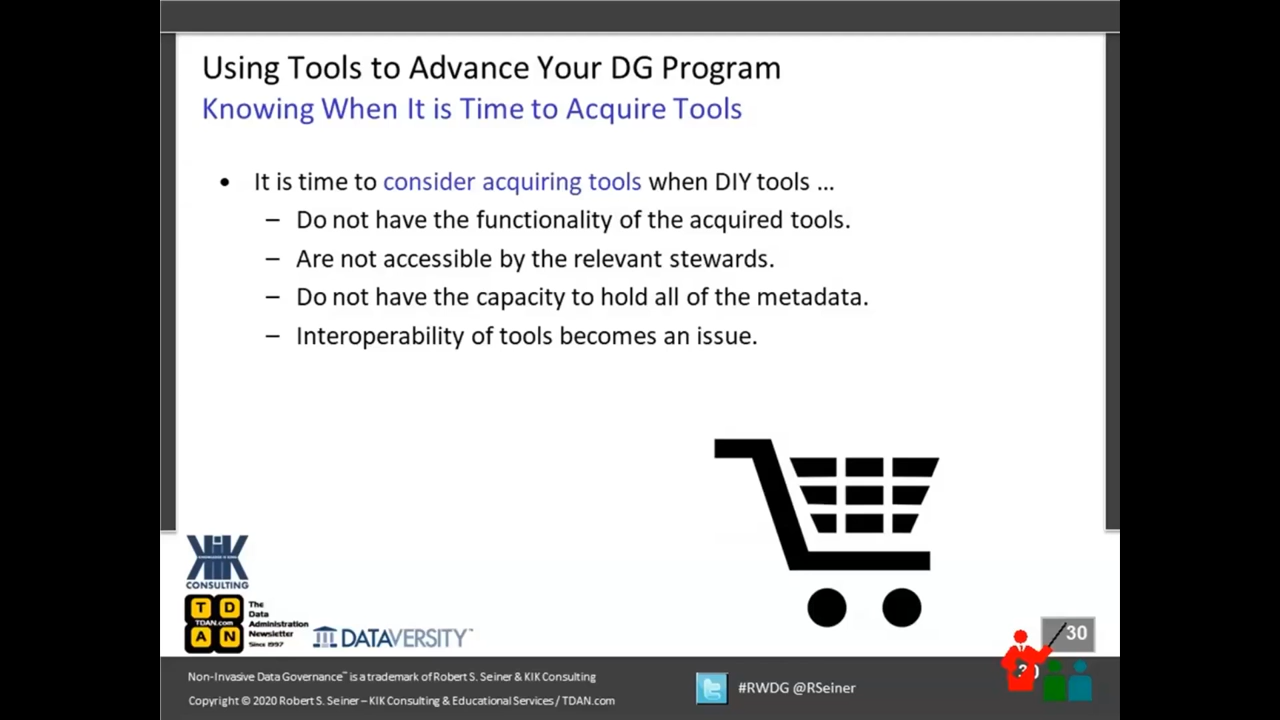 Using Tools to Advance Your DG Program
Knowing When It is Time to Acquire Tools
• It is time to consider acquiring tools when DIY tools ...
– Do not have the functionality of the acquired tools.
– Are not accessible by the relevant stewards.
– Do not have the capacity to hold all of the metadata.
– Interoperability of tools becomes an issue.
KIK
CONSULTING
T D
TDAN.com
A N
The
Data
Administration
Newsletter
Since 1997
DATAVERSITY™
30
Non-Invasive Data Governance™ is a trademark of Robert S. Seiner & KIK Consulting
Copyright © 2020 Robert S. Seiner – KIK Consulting & Educational Services / TDAN.com
#RWDG @RSeiner